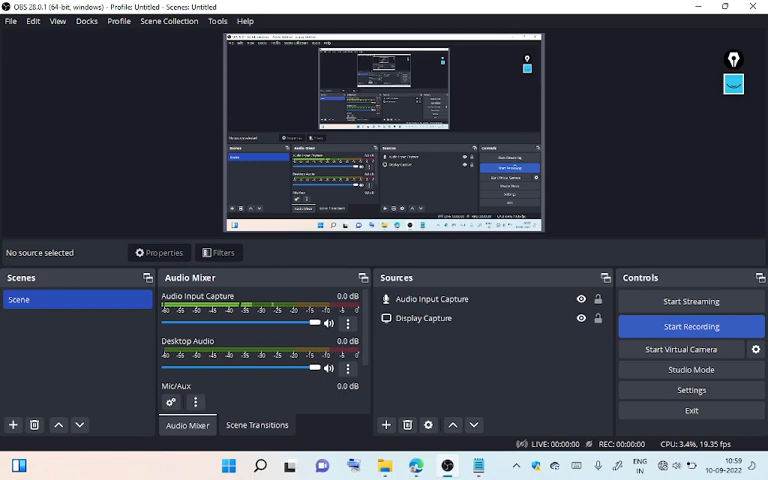 OBS 28.0.1 (64-bit, windows) - Profile: Untitled - Scenes: Untitled
File Edit View Docks Profile Scene Collection Tools Help
No source selected Properties Filters
Scenes Audio Mixer Sources Controls
Scene
Audio Input Capture 0.0 dB
-60 -55 -50 -45 -40 -35 -30 -25 -20 -15 -10 -5 0
Desktop Audio 0.0 dB
-60 -55 -50 -45 -40 -35 -30 -25 -20 -15 -10 -5 0
Mic/Aux 0.0 dB
Audio Mixer Scene Transitions
Audio Input Capture
Display Capture
Start Streaming
Start Recording
Start Virtual Camera
Studio Mode
Settings
Exit
LIVE: 00:00:00 REC: 00:00:00 CPU: 3.4%, 19.35 fps
ENG
IN
10:59
10-09-2022